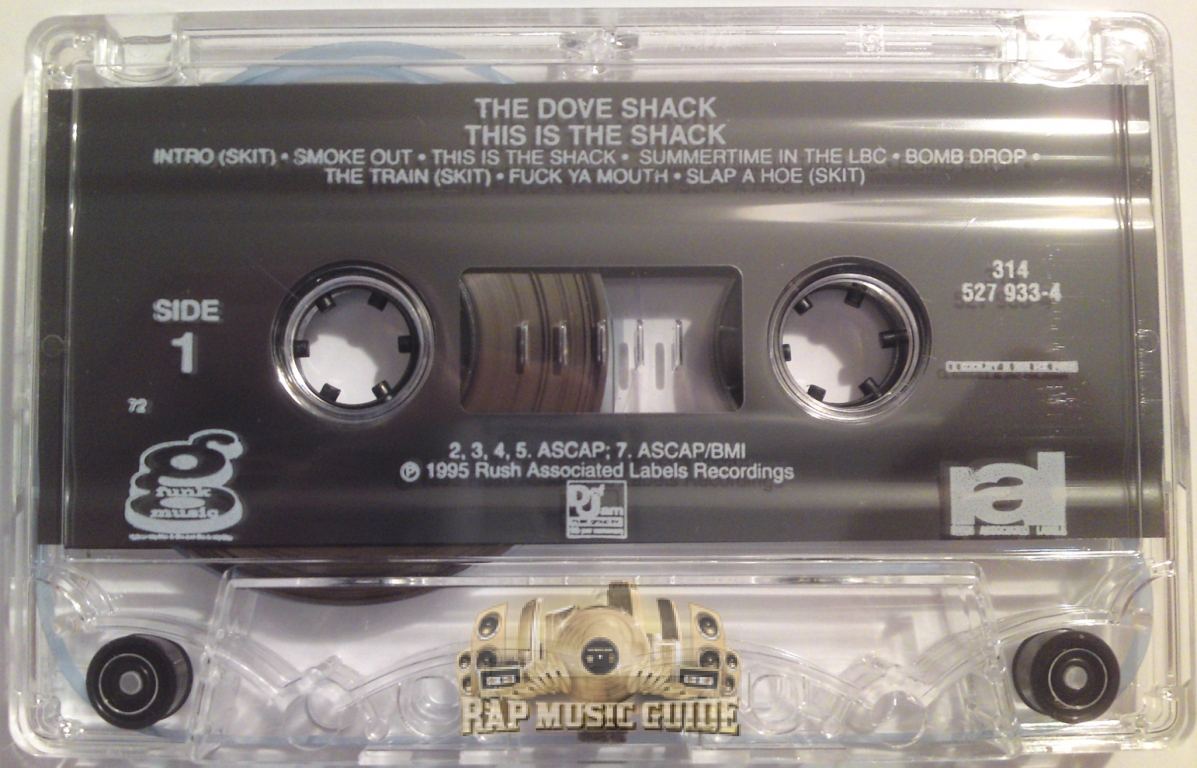 THE DOVE SHACK
THIS IS THE SHACK
INTRO (SKIT) • SMOKE OUT • THIS IS THE SHACK • SUMMERTIME IN THE LBC • BOMB DROP •
THE TRAIN (SKIT) • FUCK YA MOUTH • SLAP A HOE (SKIT)
314
527 933-4
SIDE
1
72
2, 3, 4, 5. ASCAP; 7. ASCAP/BMI
℗ 1995 Rush Associated Labels Recordings
g funk music
Def Jam
ral
ASSOCIATED LABELS
RAP MUSIC GUIDE